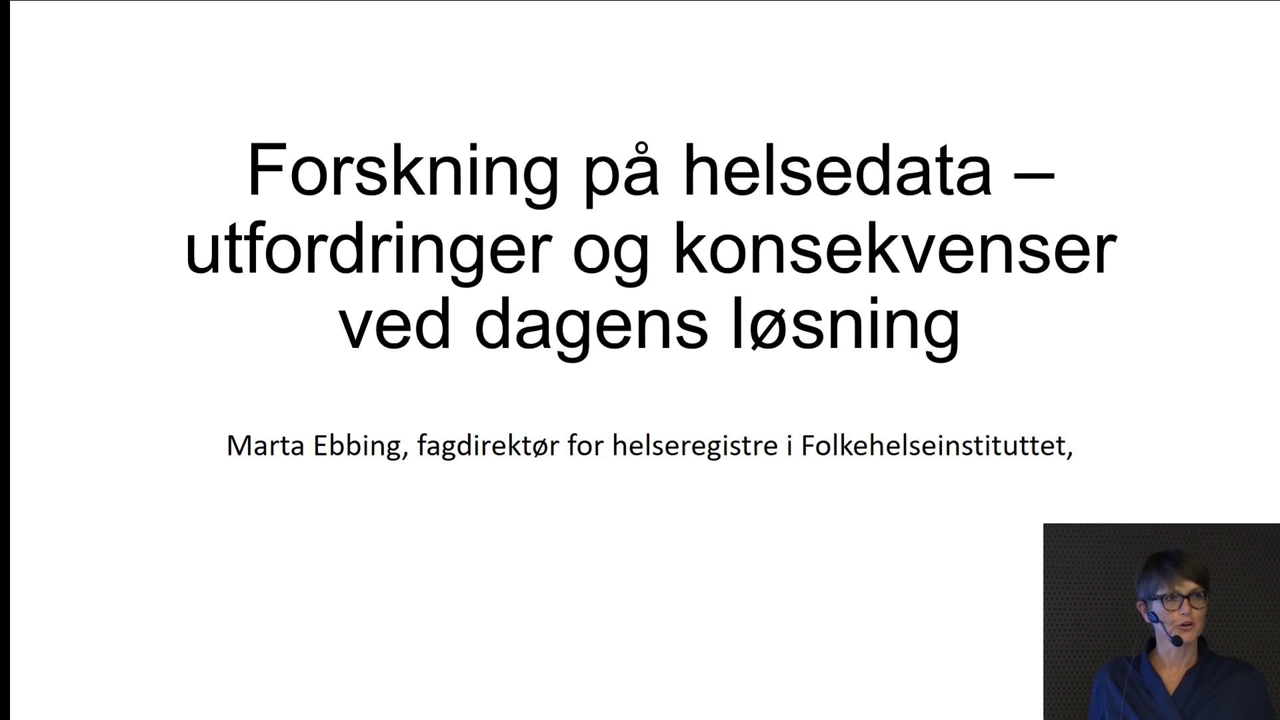 Forskning på helsedata –
utfordringer og konsekvenser
ved dagens løsning
Marta Ebbing, fagdirektør for helseregistre i Folkehelseinstituttet,